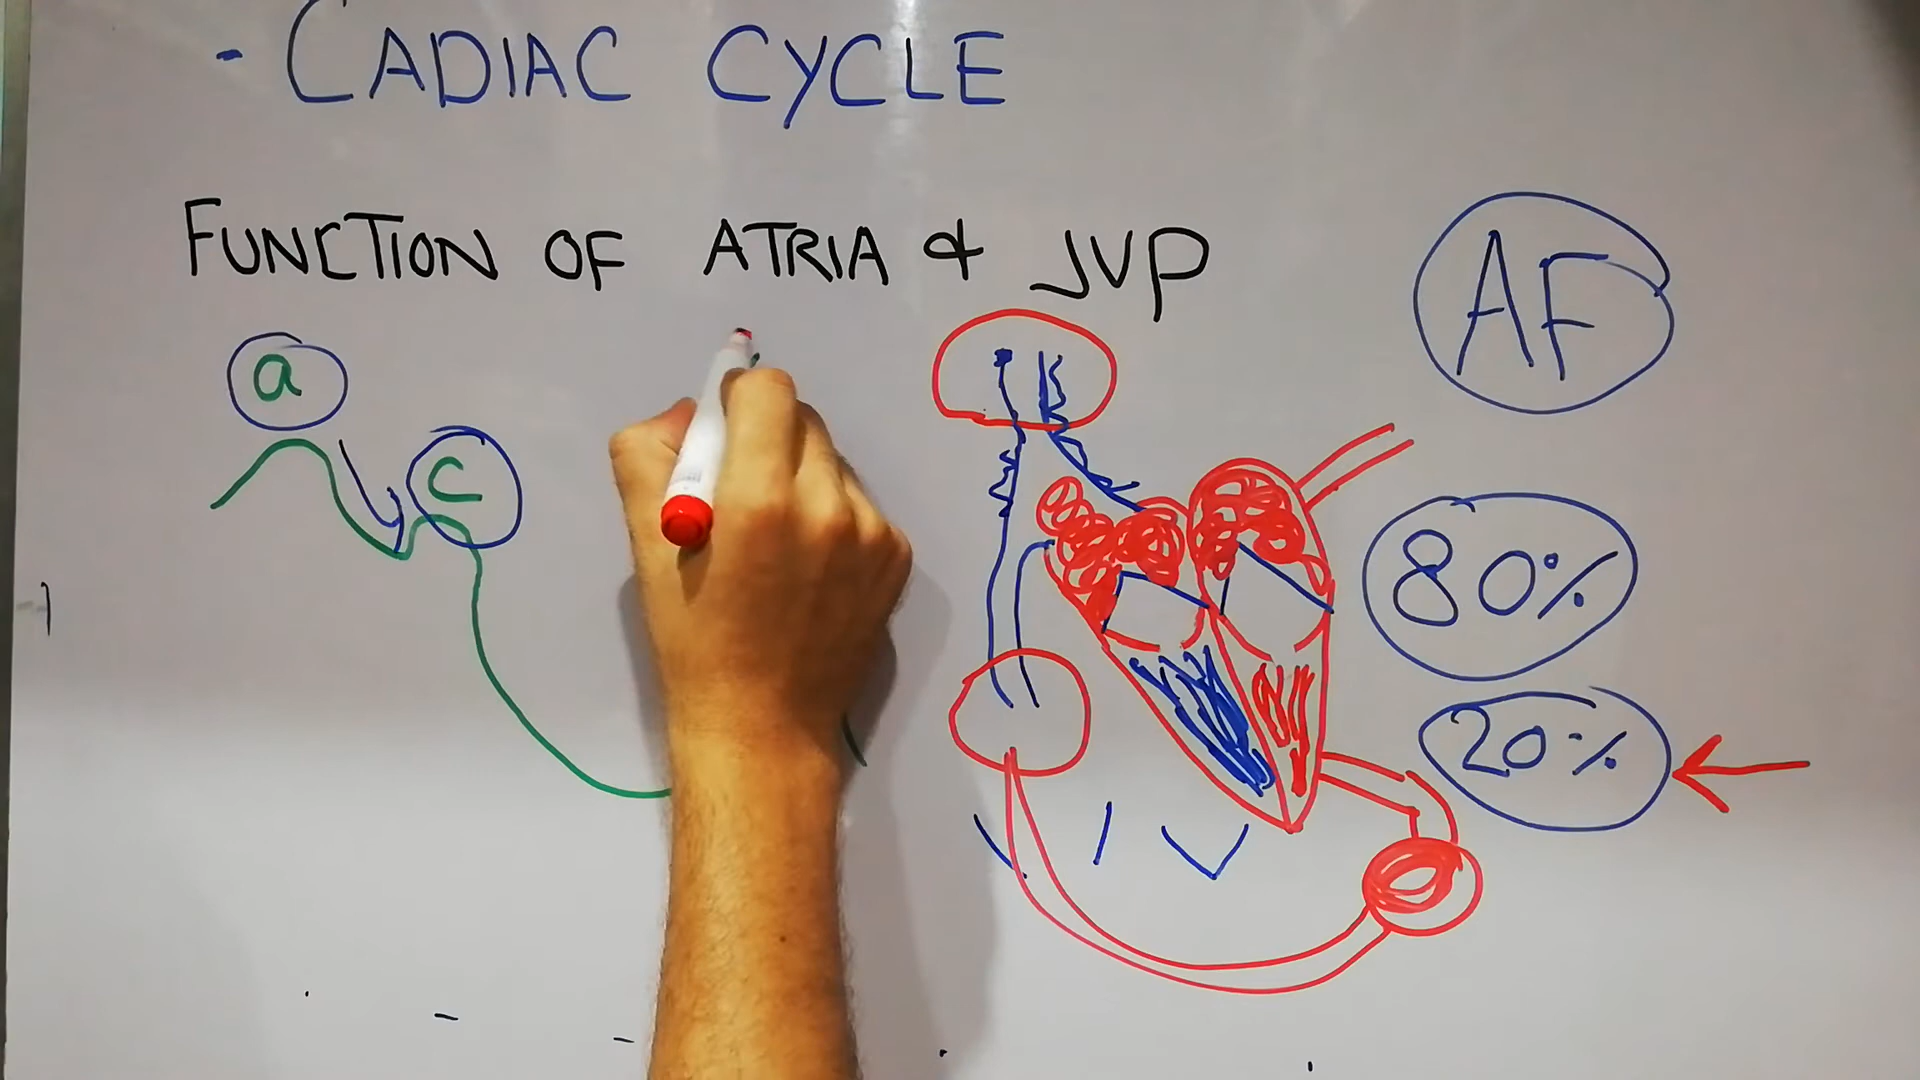 - CADIAC CYCLE
FUNCTION OF ATRIA & JVP
AF
a
c
80%
20%